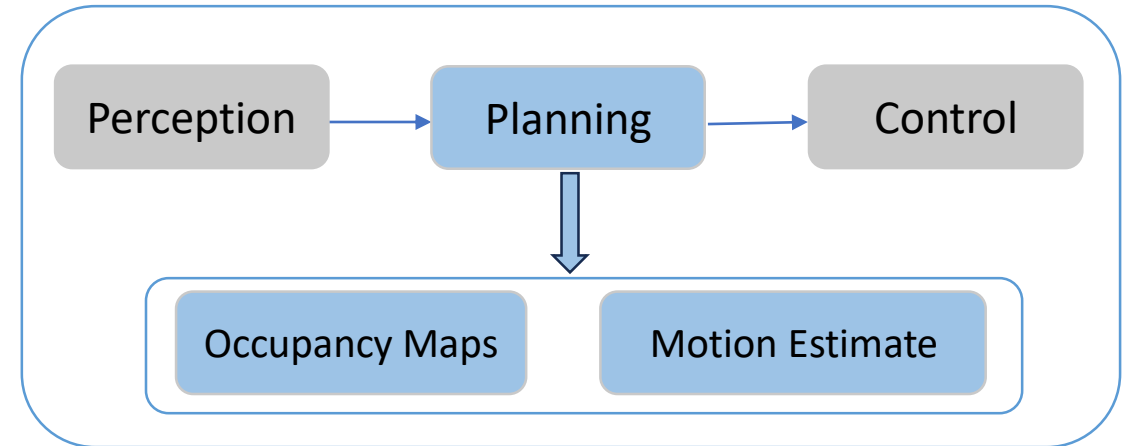 Perception
Planning
Control
Occupancy Maps
Motion Estimate